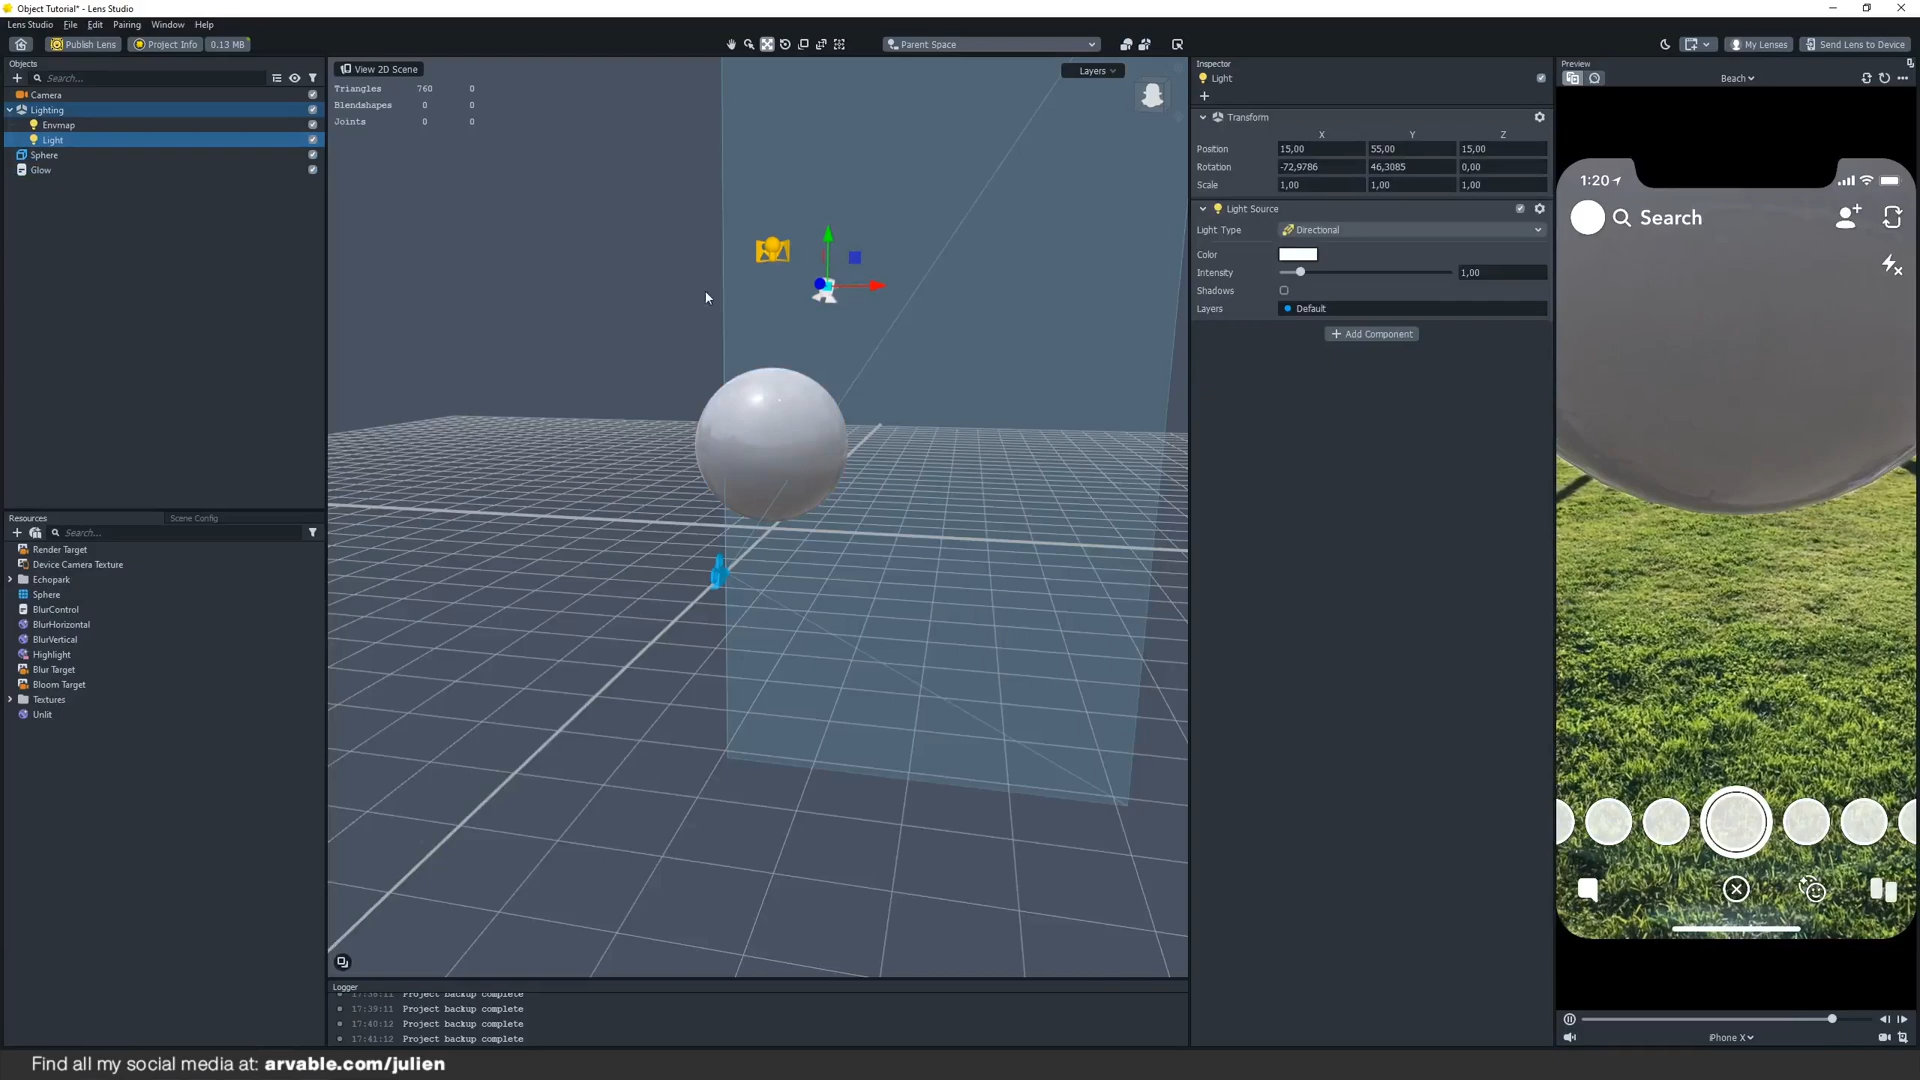 Object Tutorial* - Lens Studio
Lens Studio File Edit Pairing Window Help
Publish Lens Project Info 0.13 MB Parent Space My Lenses Send Lens to Device
Objects
Search...
Camera
Lighting
Envmap
Light
Sphere
Glow
Resources Scene Config
Search...
Render Target
Device Camera Texture
Echopark
Sphere
BlurControl
BlurHorizontal
BlurVertical
Highlight
Blur Target
Bloom Target
Textures
Unlit
View 2D Scene Layers
Triangles 760 0
Blendshapes 0 0
Joints 0 0
Logger
17:38:11 Project backup complete
17:39:11 Project backup complete
17:40:12 Project backup complete
17:41:12 Project backup complete
Inspector
Light
Transform
X Y Z
Position 15,00 55,00 15,00
Rotation -72,9786 46,3085 0,00
Scale 1,00 1,00 1,00
Light Source
Light Type Directional
Color
Intensity 1,00
Shadows
Layers Default
+ Add Component
Preview
Beach
1:20
Search
iPhone X
Find all my social media at: arvable.com/julien